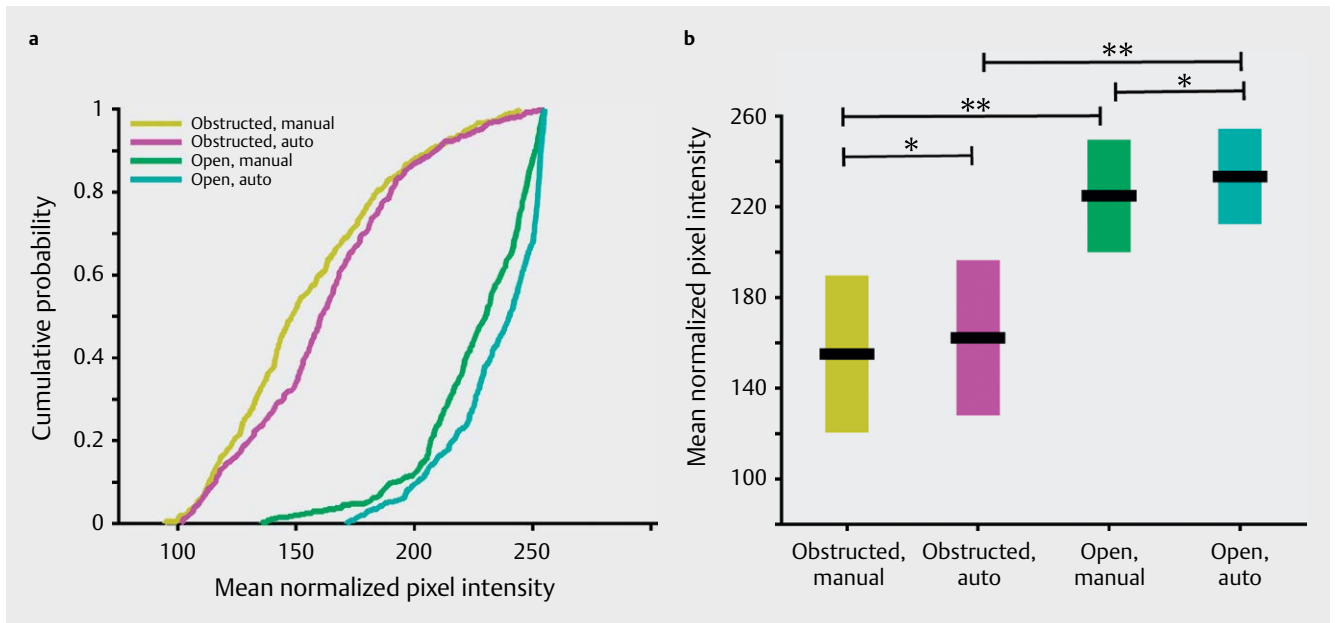 a
1
0.8
0.6
0.4
0.2
0
Cumulative probability
Obstructed, manual
Obstructed, auto
Open, manual
Open, auto
100 150 200 250
Mean normalized pixel intensity
b
**
*
**
*
260
220
180
140
100
Mean normalized pixel intensity
Obstructed,
manual
Obstructed,
auto
Open,
manual
Open,
auto